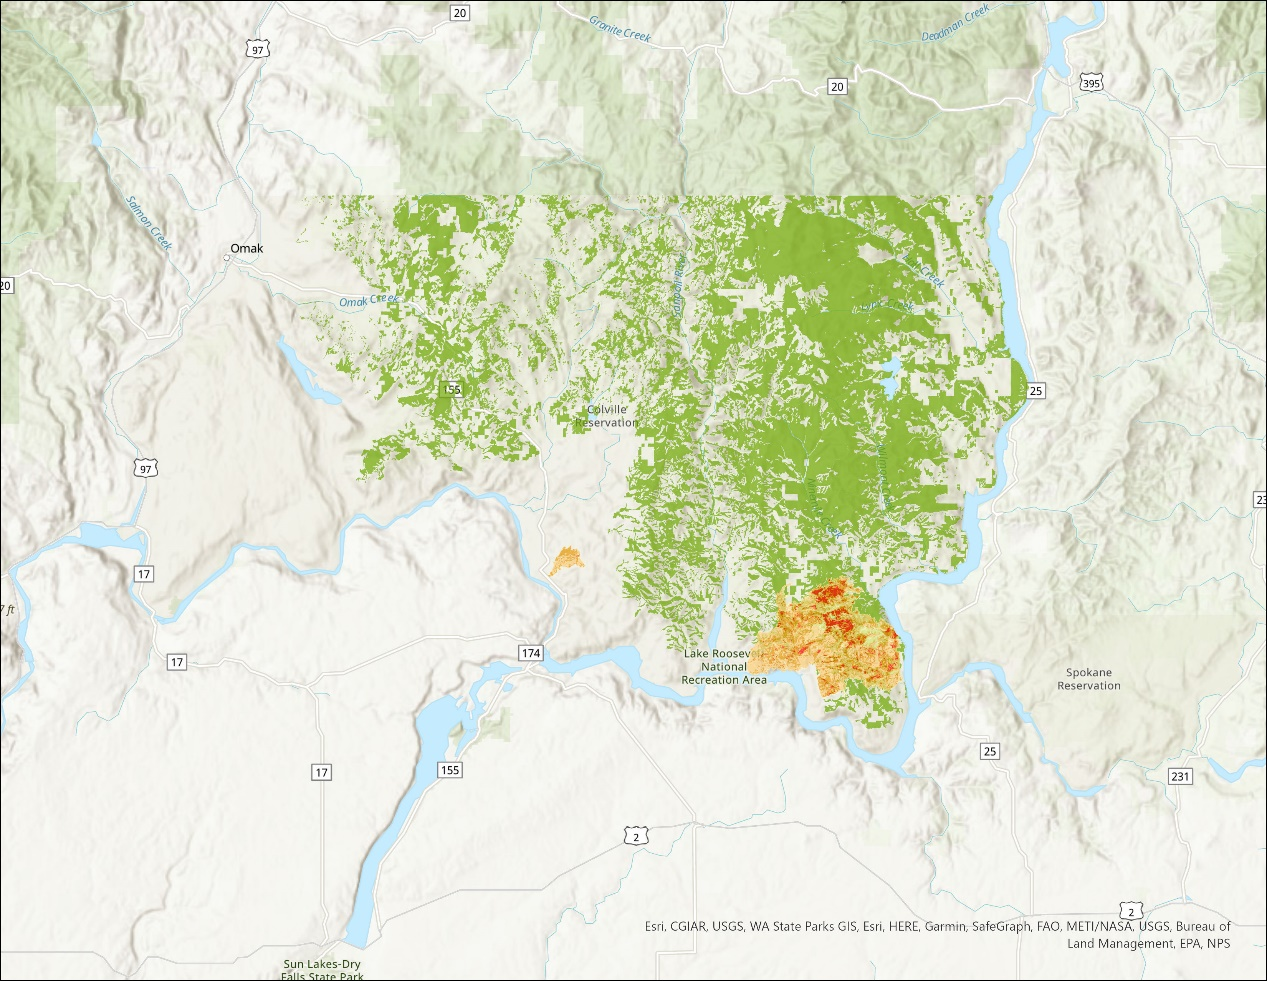 20
Granite Creek
Deadman Creek
97
20
395
Salmon Creek
Omak
20
Omak Creek
155
25
Colville
Reservation
97
23
17
7 ft
174
17
Lake Roosevel
National
Recreation Area
Spokane
Reservation
25
155
17
231
2
2
Esri, CGIAR, USGS, WA State Parks GIS, Esri, HERE, Garmin, SafeGraph, FAO, METI/NASA, USGS, Bureau of
Land Management, EPA, NPS
Sun Lakes-Dry
Falls State Park